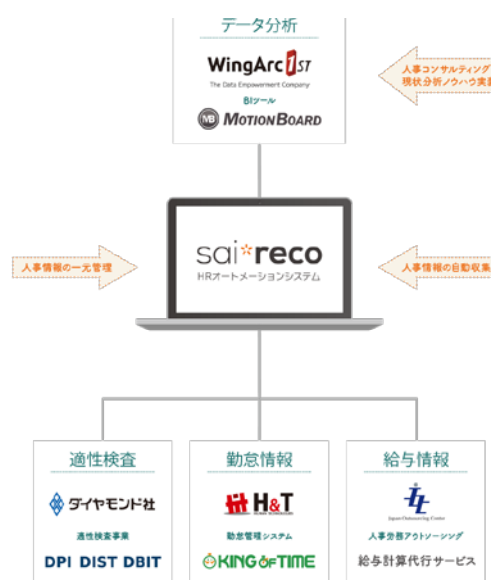 データ分析
WingArc 1ST
The Data Empowerment Company
BIツール
MB MOTIONBOARD
人事コンサルティング
現状分析ノウハウ実
sai*reco
HRオートメーションシステム
人事情報の一元管理
人事情報の自動収集
適性検査
ダイヤモンド社
適性検査事業
DPI DIST DBIT
勤怠情報
H&T
勤怠管理システム
KING OF TIME
給与情報
Japan Outsourcing Center
人事労務アウトソーシング
給与計算代行サービス